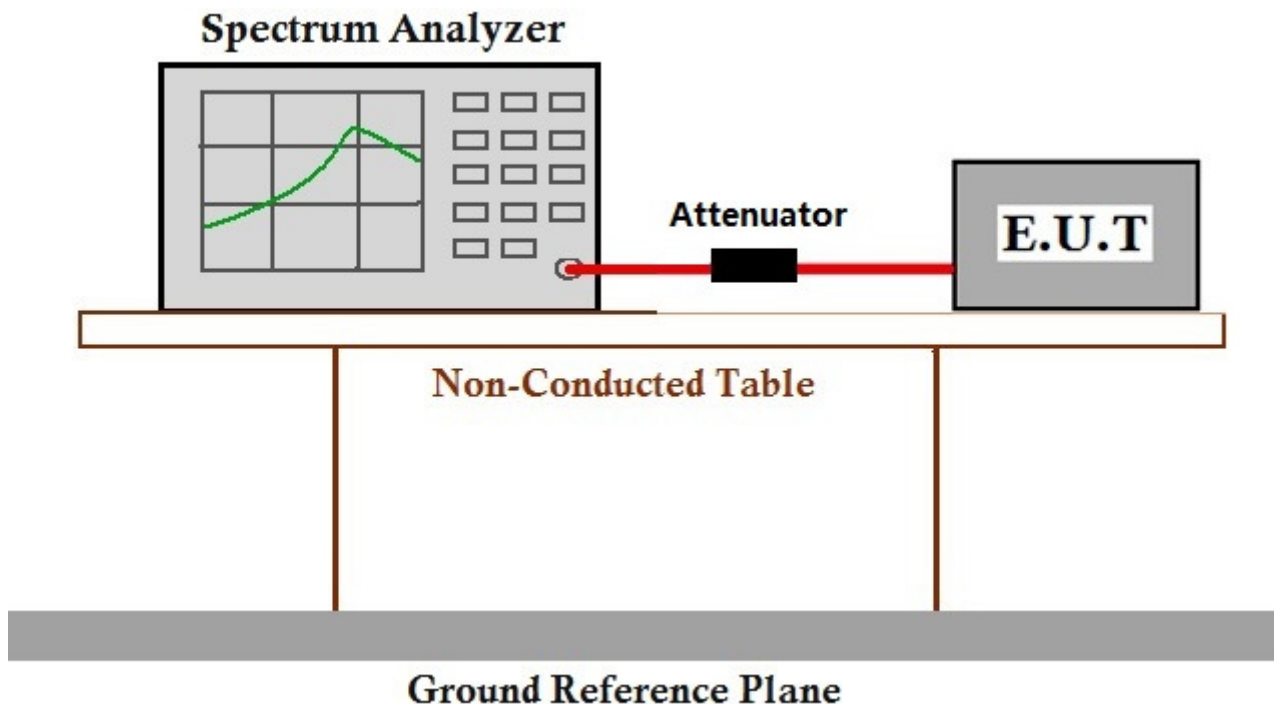 Spectrum Analyzer
Attenuator
E.U.T
Non-Conducted Table
Ground Reference Plane